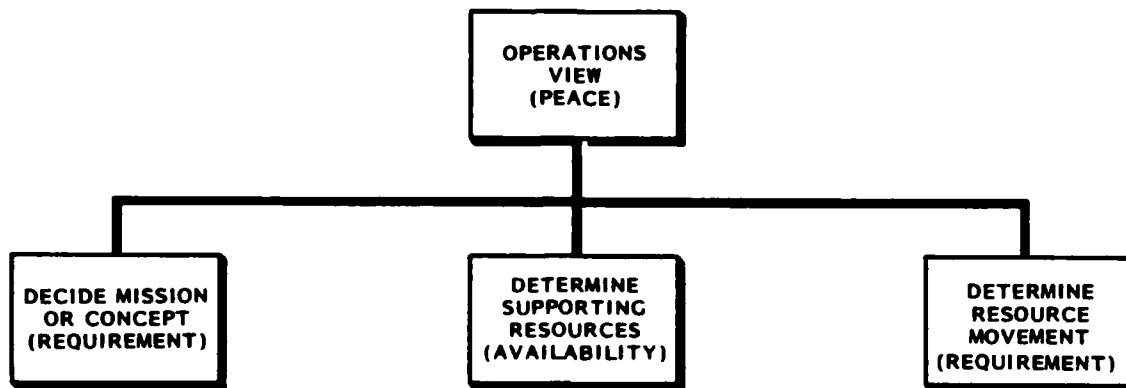 OPERATIONS
VIEW
(PEACE)
DECIDE MISSION
OR CONCEPT
(REQUIREMENT)
DETERMINE
SUPPORTING
RESOURCES
(AVAILABILITY)
DETERMINE
RESOURCE
MOVEMENT
(REQUIREMENT)